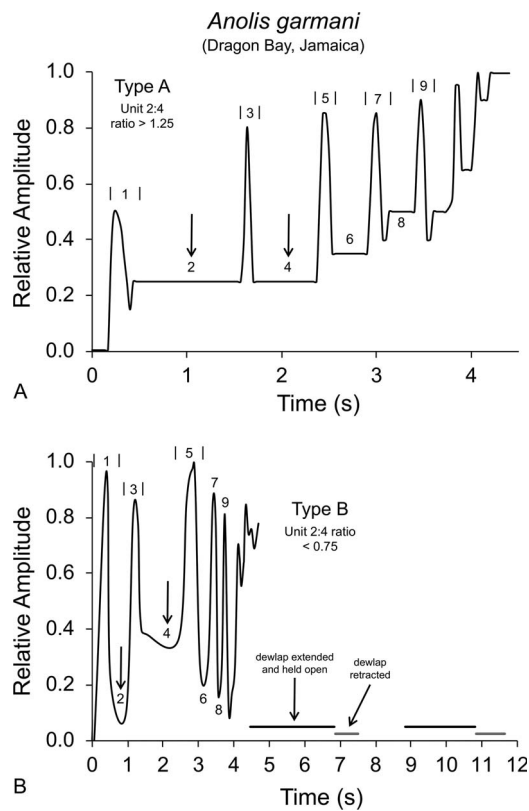 Anolis garmani
(Dragon Bay, Jamaica)
A
Type A
Unit 2:4
ratio > 1.25
Relative Amplitude
1.0
0.8
0.6
0.4
0.2
0.0
1
2
3
4
5
6
7
8
9
0 1 2 3 4
Time (s)
B
Type B
Unit 2:4 ratio
< 0.75
Relative Amplitude
1.0
0.8
0.6
0.4
0.2
0.0
1
2
3
4
5
6
7
8
9
dewlap extended
and held open
dewlap
retracted
0 1 2 3 4 5 6 7 8 9 10 11 12
Time (s)